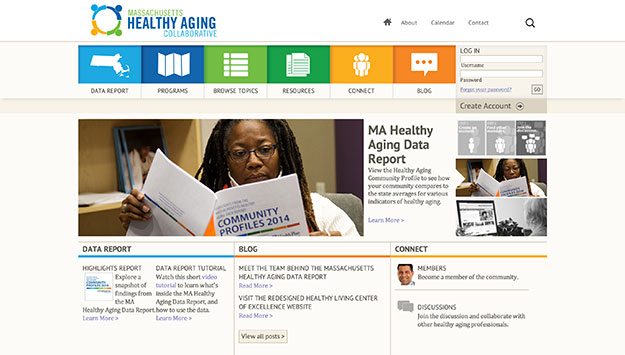 MASSACHUSETTS
HEALTHY AGING
COLLABORATIVE
About
Calendar
Contact
DATA REPORT
PROGRAMS
BROWSE TOPICS
RESOURCES
CONNECT
BLOG
LOG IN
Username
Password
Forgot your password?
GO
Create Account
COMMUNITY
PROFILES 2014
MA Healthy
Aging Data
Report
View the Healthy Aging
Community Profile to see how
your community compares to
the state averages for various
indicators of healthy aging.
Learn More >
DATA REPORT
HIGHLIGHTS REPORT
Explore a
snapshot of
findings from
the MA
Healthy Aging Data Report.
Learn More >
DATA REPORT TUTORIAL
Watch this short video
tutorial to learn what's
inside the MA Healthy
Aging Data Report, and
how to use the data.
Learn More >
BLOG
MEET THE TEAM BEHIND THE MASSACHUSETTS
HEALTHY AGING DATA REPORT
Read More >
VISIT THE REDESIGNED HEALTHY LIVING CENTER
OF EXCELLENCE WEBSITE
Read More >
View all posts >
CONNECT
MEMBERS
Become a member of the community.
DISCUSSIONS
Join the discussion and collaborate with
other healthy aging professionals.